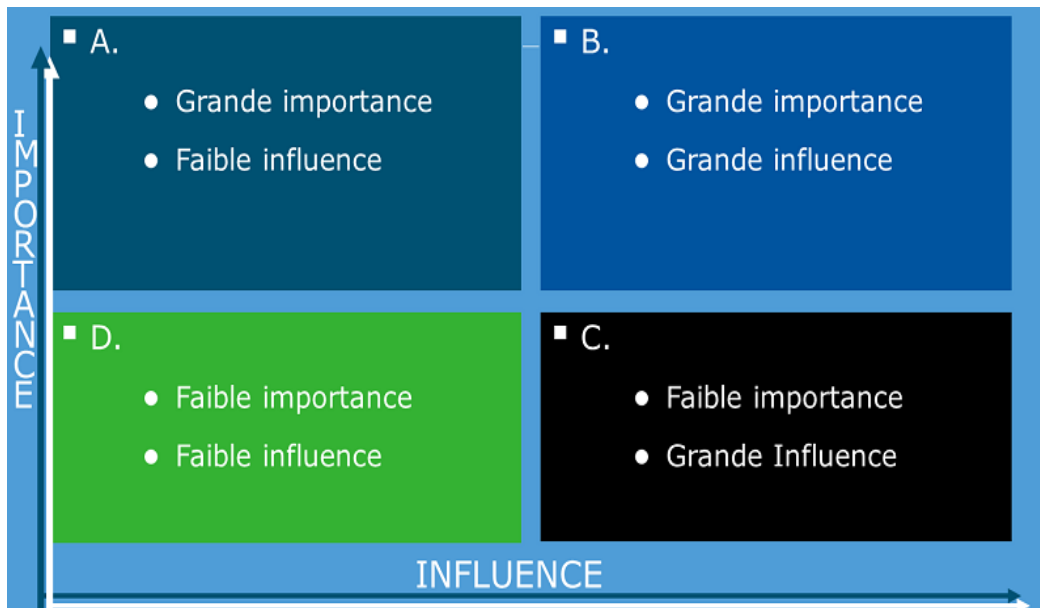 IMPORTANCE
A.
Grande importance
Faible influence
B.
Grande importance
Grande influence
D.
Faible importance
Faible influence
C.
Faible importance
Grande Influence
INFLUENCE